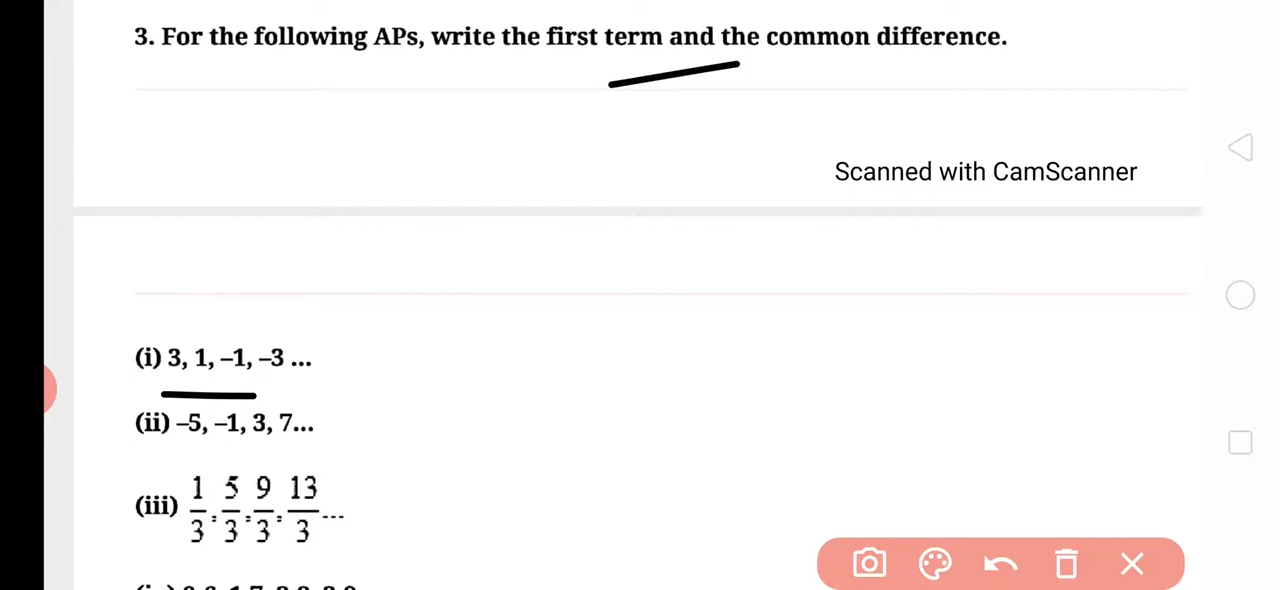 3. For the following APs, write the first term and the common difference.
Scanned with CamScanner
(i) 3, 1, –1, –3 ...
(ii) –5, –1, 3, 7...
(iii) 1/3, 5/3, 9/3, 13/3 ...